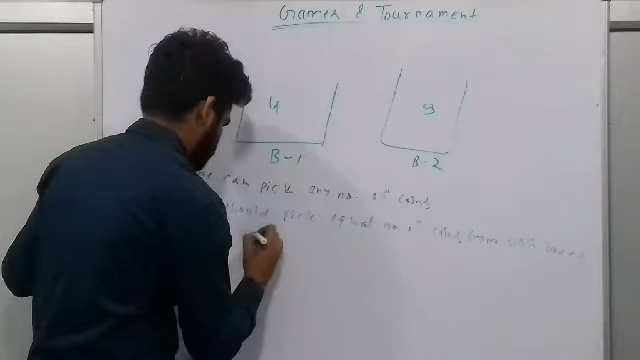 Games & Tournament
4
9
B-1
B-2
can pick any no. of coins
should pick equal no of coins from both boxes